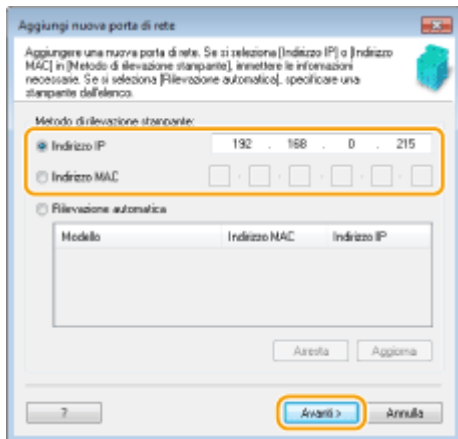 Aggiungi nuova porta di rete
Aggiungere una nuova porta di rete. Se si seleziona [Indirizzo IP] o [Indirizzo
MAC] in [Metodo di rilevazione stampante], immettere le informazioni
necessarie. Se si seleziona [Rilevazione automatica], specificare una
stampante dall'elenco.
Metodo di rilevazione stampante:
Indirizzo IP 192 . 168 . 0 . 215
Indirizzo MAC
Rilevazione automatica
Modello Indirizzo MAC Indirizzo IP
Arresta Aggiorna
? Avanti > Annulla